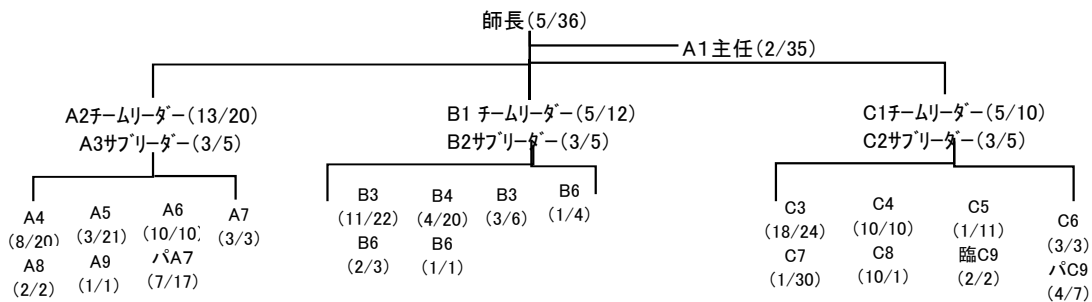 師長(5/36)
A1主任(2/35)
A2チームリーダー(13/20)
A3サブリーダー(3/5)
B1 チームリーダー(5/12)
B2サブリーダー(3/5)
C1チームリーダー(5/10)
C2サブリーダー(3/5)
A4 A5 A6 A7
(8/20) (3/21) (10/10) (3/3)
A8 A9 パA7
(2/2) (1/1) (7/17)
B3 B4 B3 B6
(11/22) (4/20) (3/6) (1/4)
B6 B6
(2/3) (1/1)
C3 C4 C5 C6
(18/24) (10/10) (1/11) (3/3)
C7 C8 臨C9 パC9
(1/30) (10/1) (2/2) (4/7)